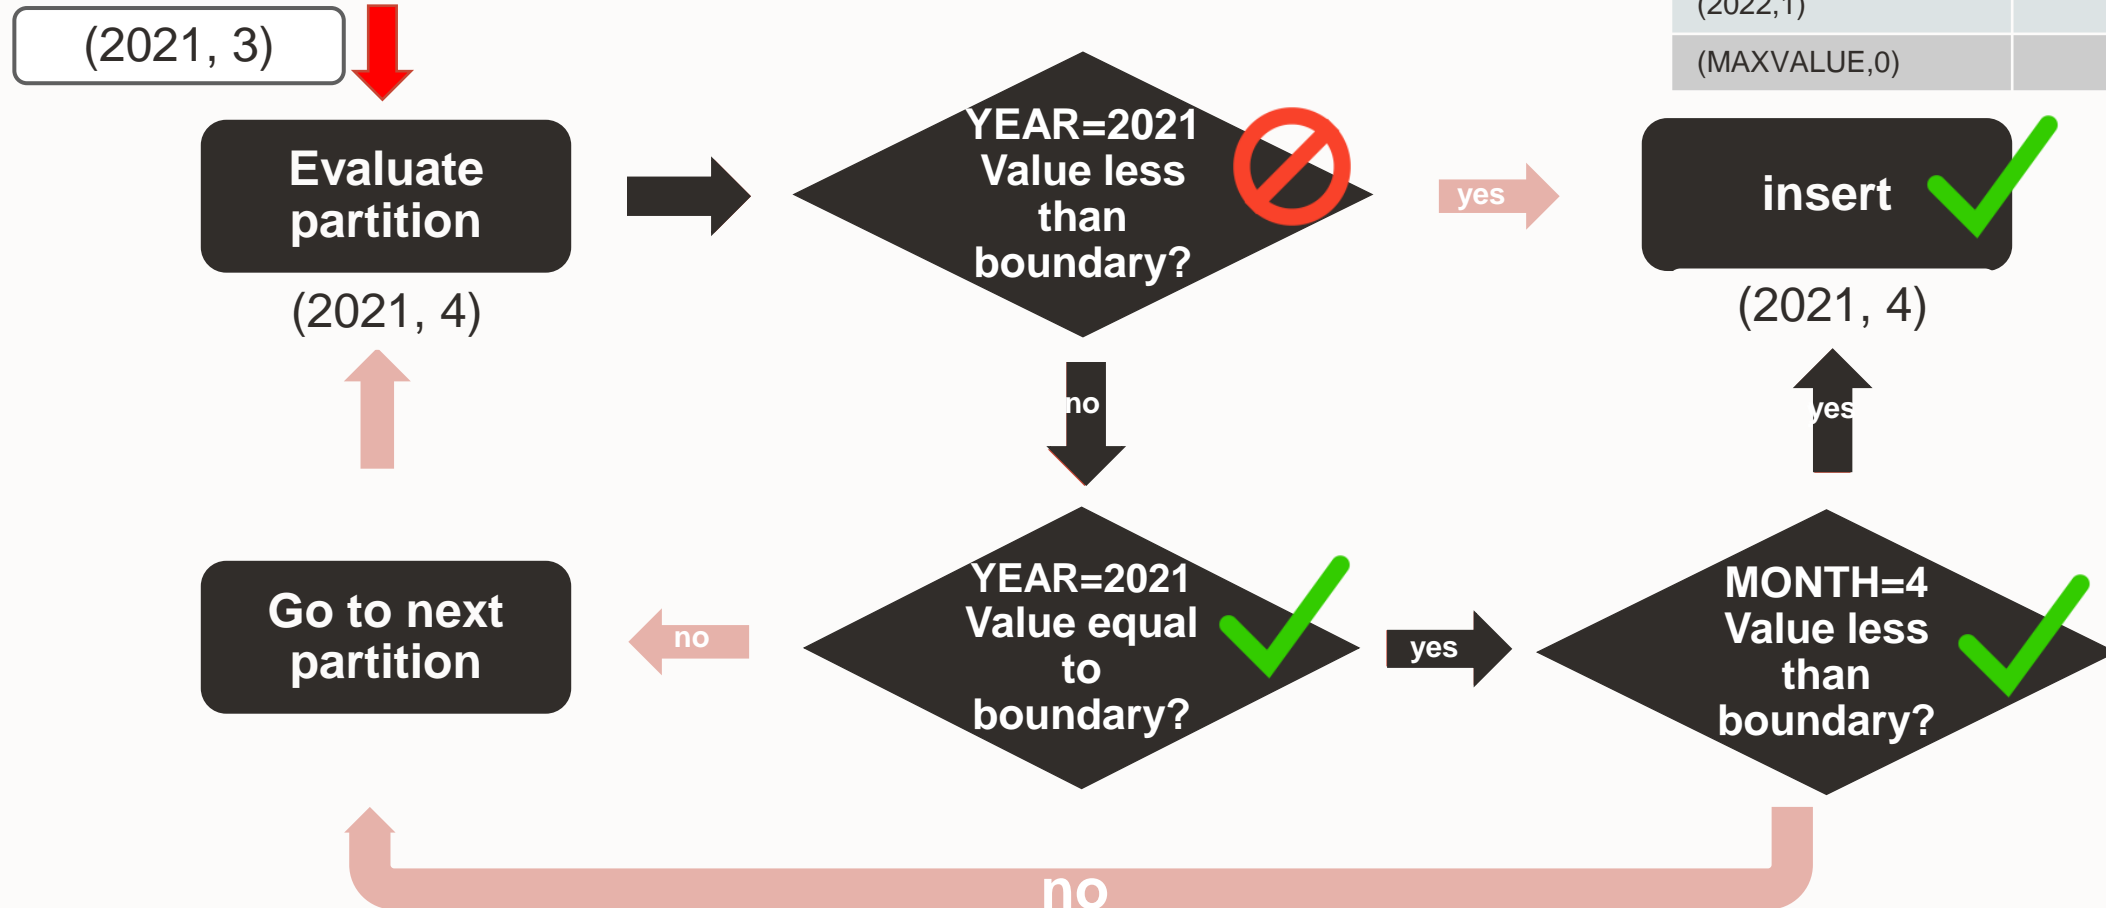 (2021, 3)
(2022,1)
(MAXVALUE,0)
Evaluate
partition
(2021, 4)
YEAR=2021
Value less
than
boundary?
yes
insert
(2021, 4)
no
yes
Go to next
partition
no
YEAR=2021
Value equal
to
boundary?
yes
MONTH=4
Value less
than
boundary?
no